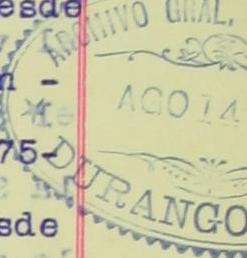 esde
ARCHIVO GRAL.
n -
AGO 14
75-
DURANGO
sde